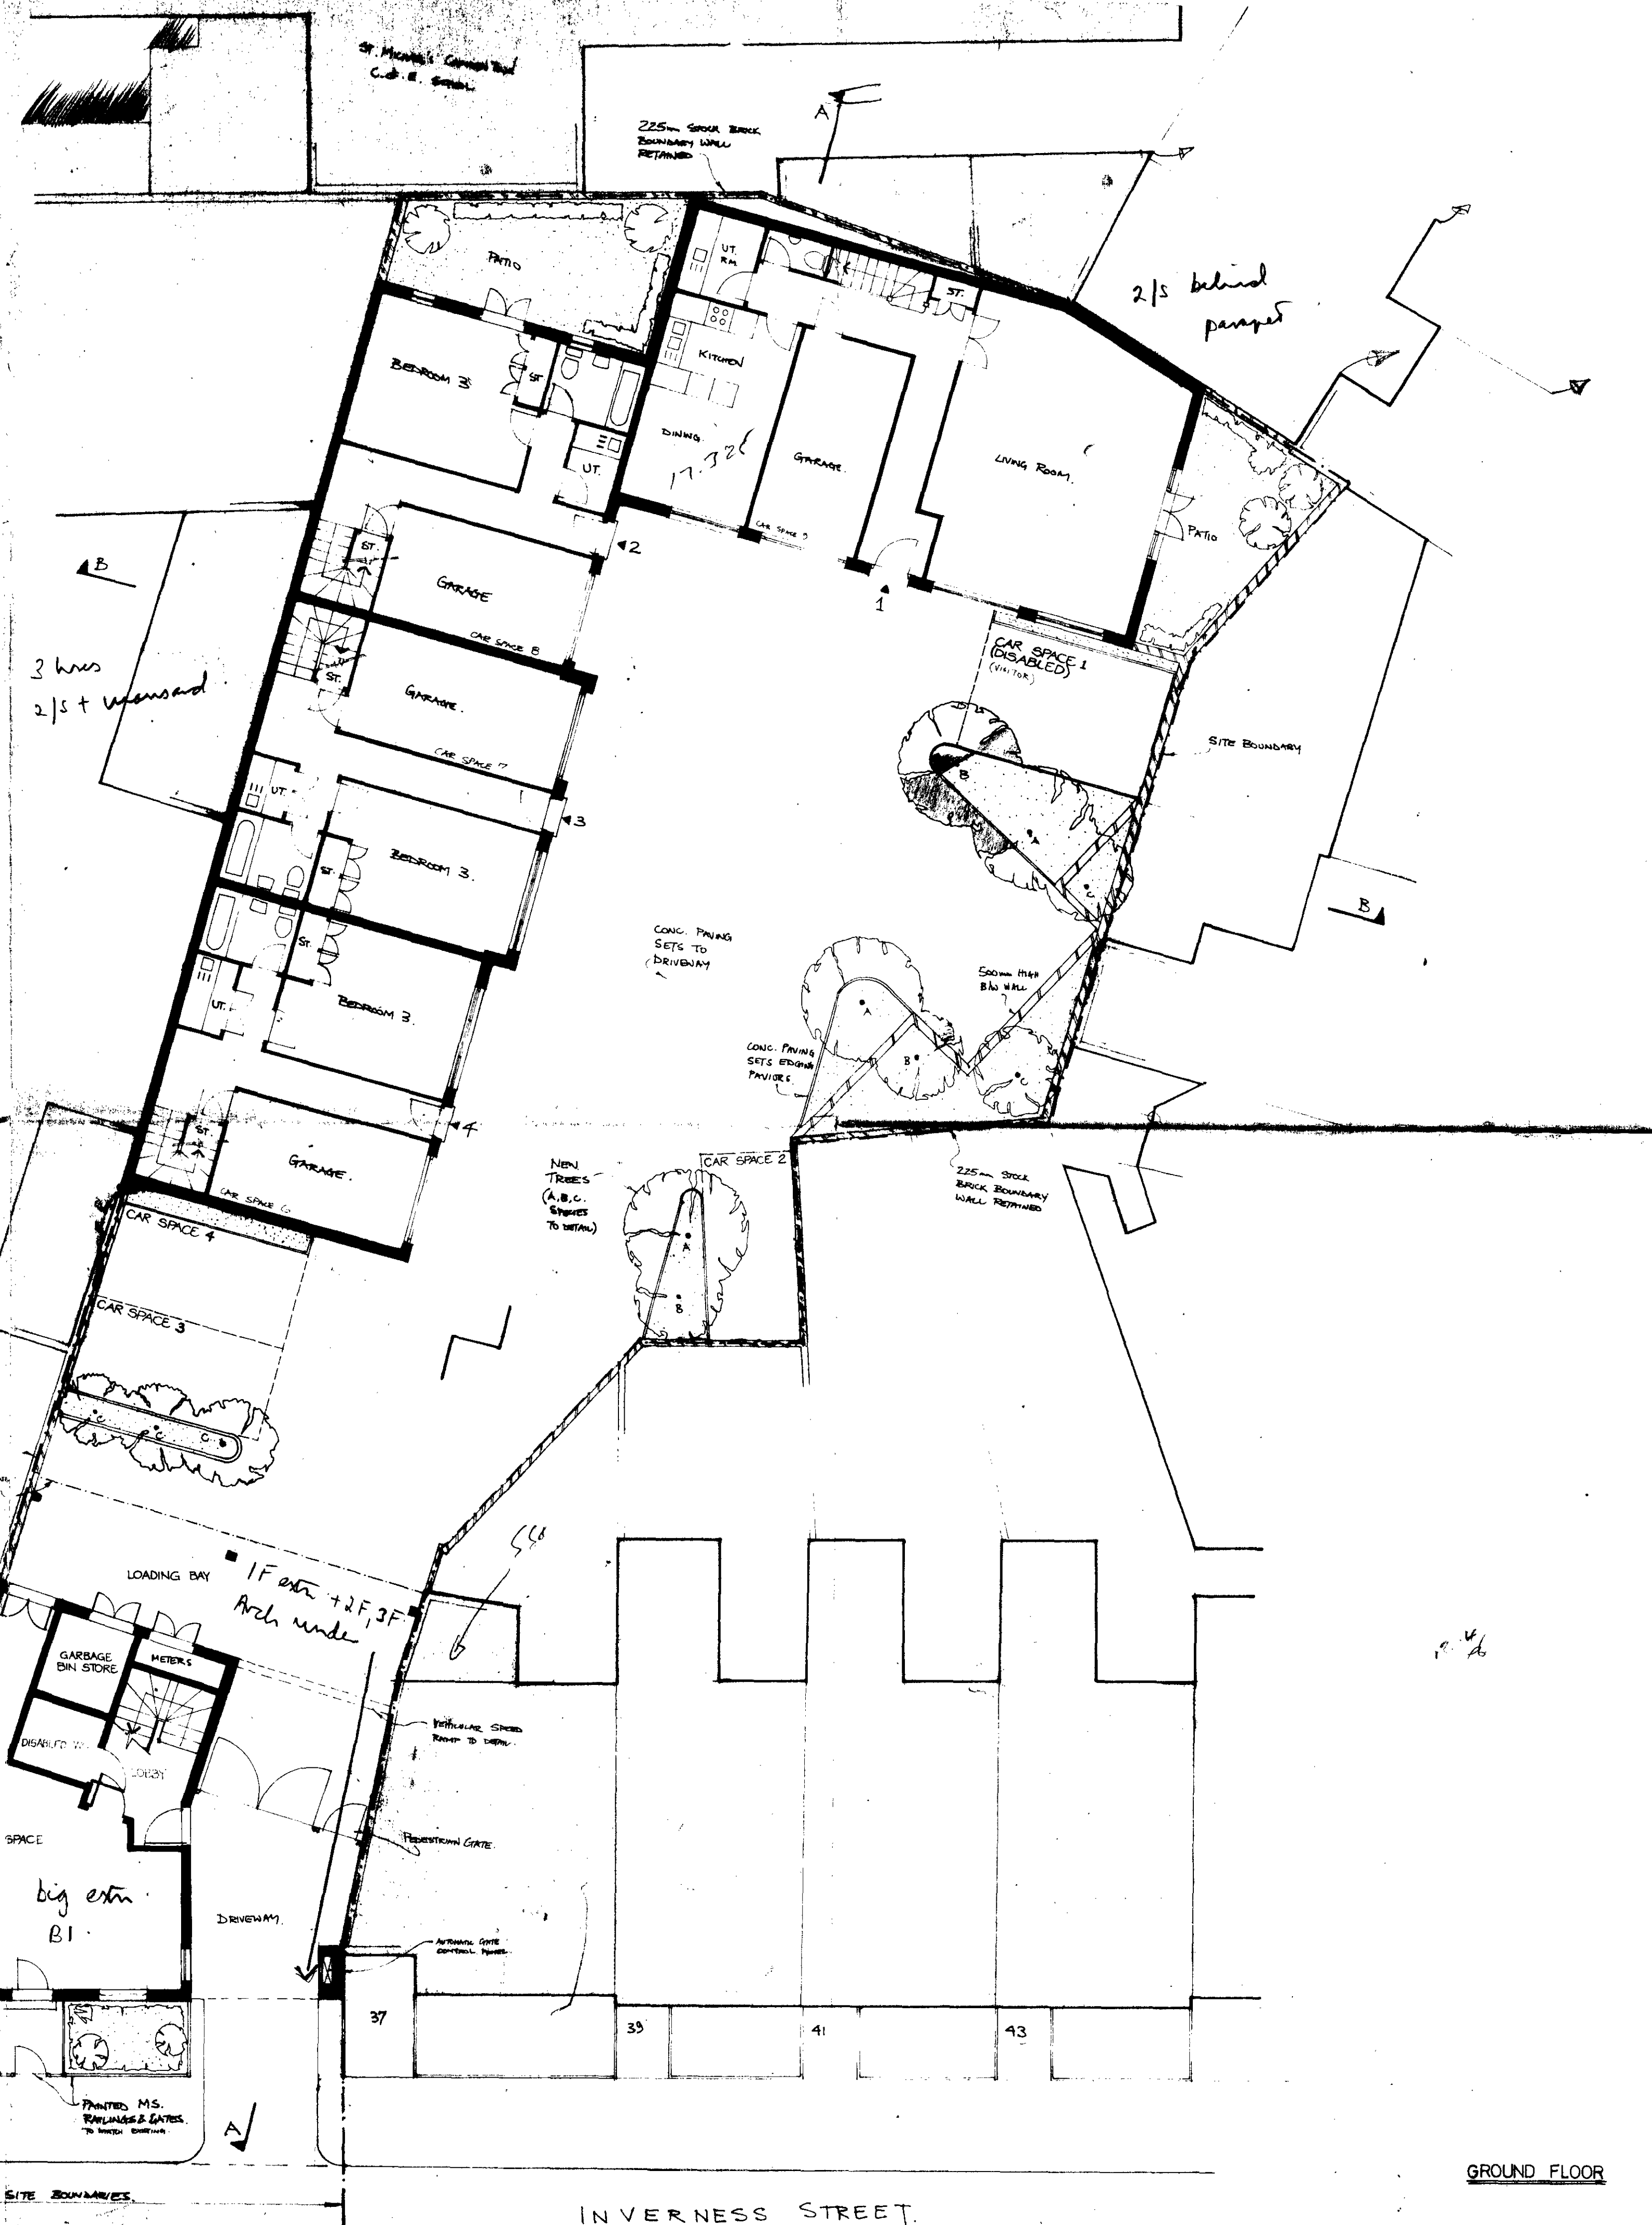 C. of E. SCHOOL
A
225mm STOCK BRICK
BOUNDARY WALL
RETAINED
2/s behind
parapet
PATIO
UT.
RM
ST.
KITCHEN
BEDROOM 3
ST
UT.
DINING
GARAGE.
CAR SPACE 9
LIVING ROOM.
PATIO
2
1
B
ST.
GARAGE
CAR SPACE 8
3 hses
2/s + mansard
ST.
GARAGE.
CAR SPACE 7
CAR SPACE 1
(DISABLED)
(VISITOR)
SITE BOUNDARY
UT.
3
BEDROOM 3.
ST.
B
A
C
B
ST.
CONC. PAVING
SETS TO
DRIVEWAY
500mm HIGH
B/W WALL
UT.
BEDROOM 3.
A
B
C
CONC. PAVING
SETS EDGING
PAVIORS.
4
ST
GARAGE.
CAR SPACE 6
NEW
TREES
(A.B.C.
SPECIES
TO DETAIL)
CAR SPACE 2
A
B
225mm STOCK
BRICK BOUNDARY
WALL RETAINED
CAR SPACE 4
CAR SPACE 3
C
C
C
LOADING BAY
1F extn + 2F, 3F
Arch under
GARBAGE
BIN STORE
METERS
DISABLED
LOBBY
VEHICULAR SPEED
RAMP TO DETAIL.
PEDESTRIAN GATE.
SPACE
big extn.
B1.
DRIVEWAY.
AUTOMATIC GATE
CONTROL PANEL.
37
39
41
43
PAINTED MS.
RAILINGS & GATES.
TO MATCH EXISTING.
A
SITE BOUNDARIES.
INVERNESS STREET.
GROUND FLOOR